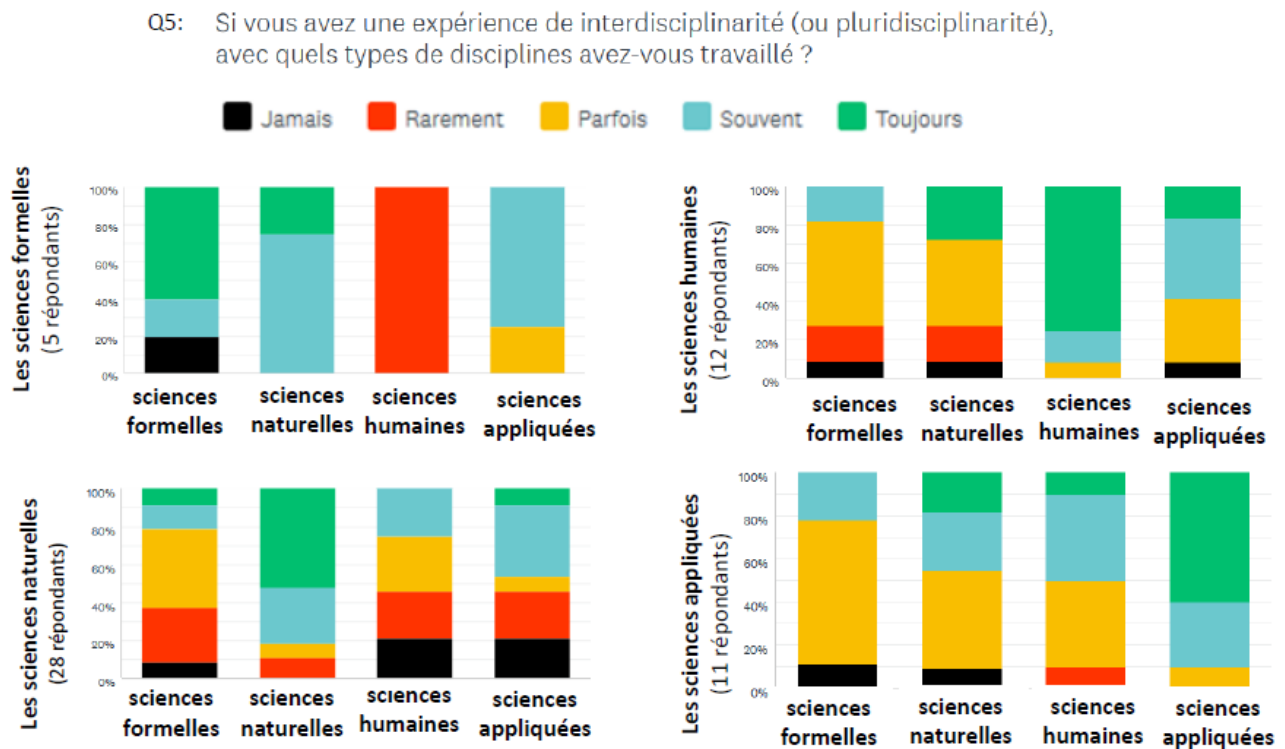 Q5: Si vous avez une expérience de interdisciplinarité (ou pluridisciplinarité),
avec quels types de disciplines avez-vous travaillé ?
Jamais Rarement Parfois Souvent Toujours
Les sciences formelles
(5 répondants)
100%
80%
60%
40%
20%
0%
sciences formelles
sciences naturelles
sciences humaines
sciences appliquées
Les sciences humaines
(12 répondants)
100%
80%
60%
40%
20%
0%
sciences formelles
sciences naturelles
sciences humaines
sciences appliquées
Les sciences naturelles
(28 répondants)
100%
80%
60%
40%
20%
0%
sciences formelles
sciences naturelles
sciences humaines
sciences appliquées
Les sciences appliquées
(11 répondants)
100%
80%
60%
40%
20%
0%
sciences formelles
sciences naturelles
sciences humaines
sciences appliquées